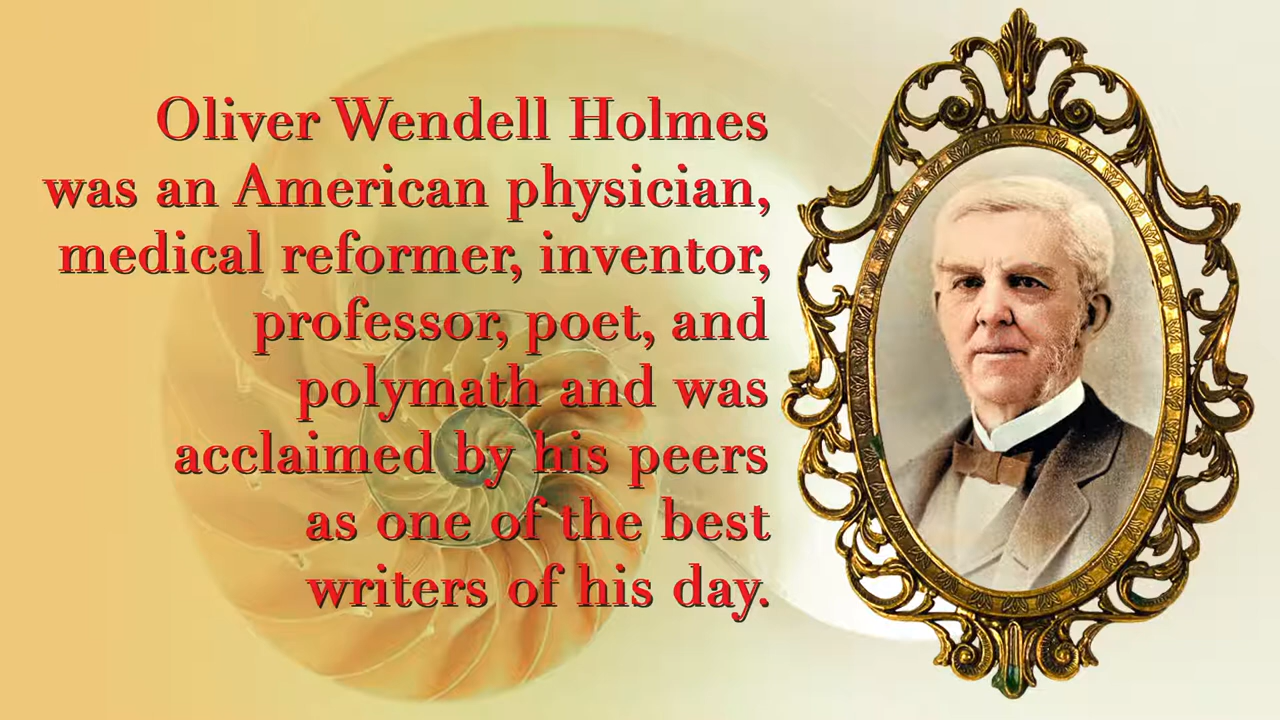 Oliver Wendell Holmes
was an American physician,
medical reformer, inventor,
professor, poet, and
polymath and was
acclaimed by his peers
as one of the best
writers of his day.